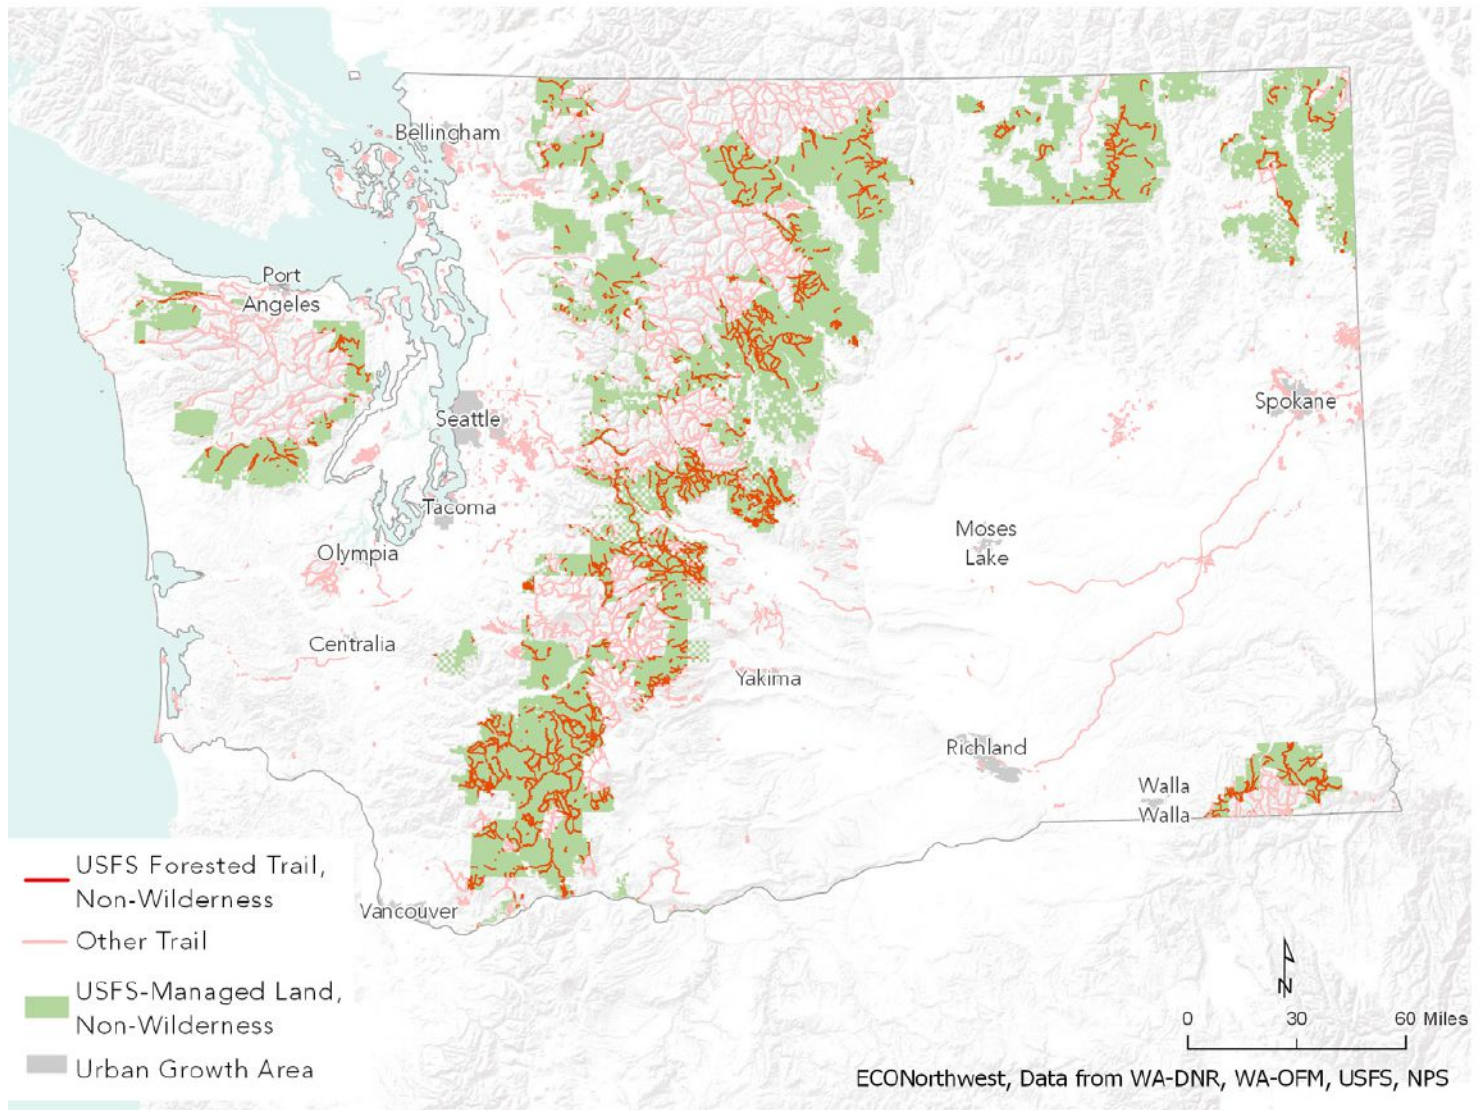 Bellingham
Port
Angeles
Seattle
Spokane
Tacoma
Moses
Lake
Olympia
Centralia
Yakima
Richland
Walla
Walla
Vancouver
USFS Forested Trail,
Non-Wilderness
Other Trail
USFS-Managed Land,
Non-Wilderness
Urban Growth Area
N
0 30 60 Miles
ECONorthwest, Data from WA-DNR, WA-OFM, USFS, NPS